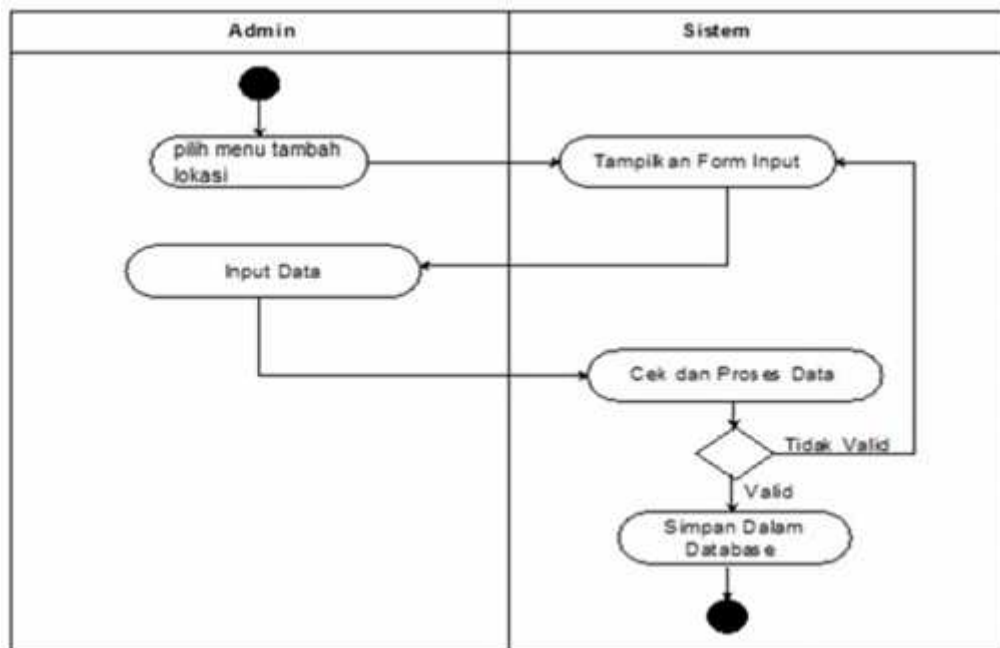 Admin
Sistem
pilih menu tambah
lokasi
Tampilkan Form Input
Input Data
Cek dan Proses Data
Tidak Valid
Valid
Simpan Dalam
Database